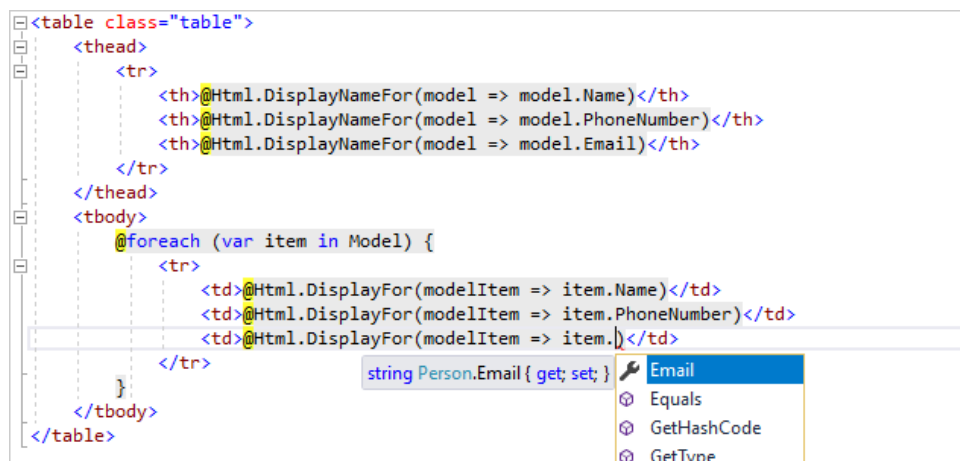 <table class="table">
<thead>
<tr>
<th>@Html.DisplayNameFor(model => model.Name)</th>
<th>@Html.DisplayNameFor(model => model.PhoneNumber)</th>
<th>@Html.DisplayNameFor(model => model.Email)</th>
</tr>
</thead>
<tbody>
@foreach (var item in Model) {
<tr>
<td>@Html.DisplayFor(modelItem => item.Name)</td>
<td>@Html.DisplayFor(modelItem => item.PhoneNumber)</td>
<td>@Html.DisplayFor(modelItem => item.)</td>
</tr>
string Person.Email { get; set; }
Email
Equals
GetHashCode
GetType
}
</tbody>
</table>